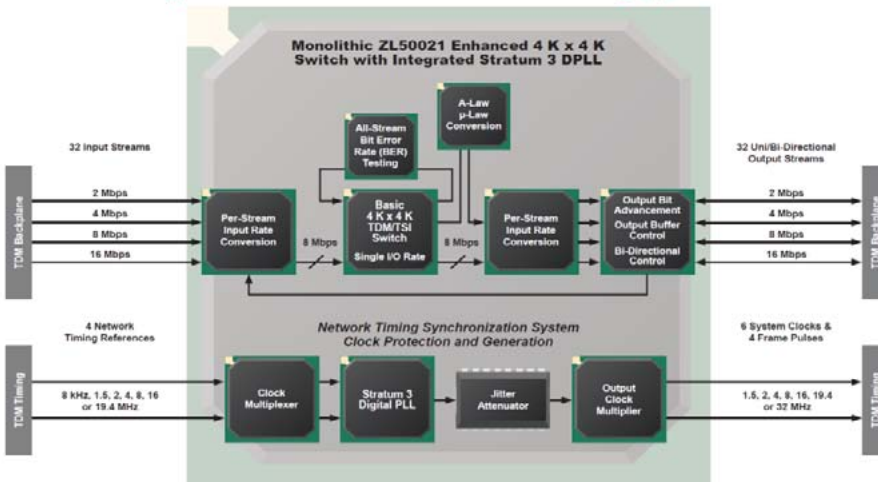 Monolithic ZL50021 Enhanced 4 K x 4 K
Switch with Integrated Stratum 3 DPLL
32 Input Streams
TDM Backplane
2 Mbps
4 Mbps
8 Mbps
16 Mbps
Per-Stream
Input Rate
Conversion
8 Mbps
All-Stream
Bit Error
Rate (BER)
Testing
Basic
4 K x 4 K
TDM/TSI
Switch
Single I/O Rate
A-Law
µ-Law
Conversion
8 Mbps
Per-Stream
Input Rate
Conversion
Output Bit
Advancement
Output Buffer
Control
Bi-Directional
Control
32 Uni/Bi-Directional
Output Streams
2 Mbps
4 Mbps
8 Mbps
16 Mbps
TDM Backplane
Network Timing Synchronization System
Clock Protection and Generation
4 Network
Timing References
TDM Timing
8 kHz, 1.5, 2, 4, 8, 16
or 19.4 MHz
Clock
Multiplexer
Stratum 3
Digital PLL
Jitter
Attenuator
Output
Clock
Multiplier
6 System Clocks &
4 Frame Pulses
1.5, 2, 4, 8, 16, 19.4
or 32 MHz
TDM Timing